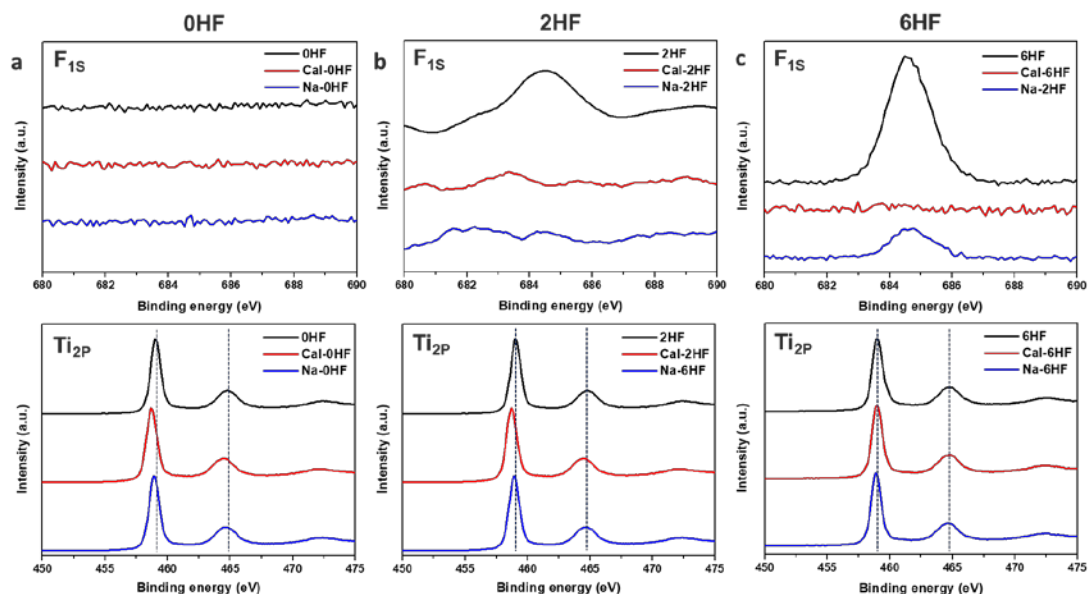 0HF
2HF
6HF
a
F1S
0HF
Cal-0HF
Na-0HF
Intensity (a.u.)
680 682 684 686 688 690
Binding energy (eV)
b
F1S
2HF
Cal-2HF
Na-2HF
Intensity (a.u.)
680 682 684 686 688 690
Binding energy (eV)
c
F1S
6HF
Cal-6HF
Na-2HF
Intensity (a.u.)
680 682 684 686 688 690
Binding energy (eV)
Ti2P
0HF
Cal-0HF
Na-0HF
Intensity (a.u.)
450 455 460 465 470 475
Binding energy (eV)
Ti2P
2HF
Cal-2HF
Na-6HF
Intensity (a.u.)
450 455 460 465 470 475
Binding energy (eV)
Ti2P
6HF
Cal-6HF
Na-6HF
Intensity (a.u.)
450 455 460 465 470 475
Binding energy (eV)